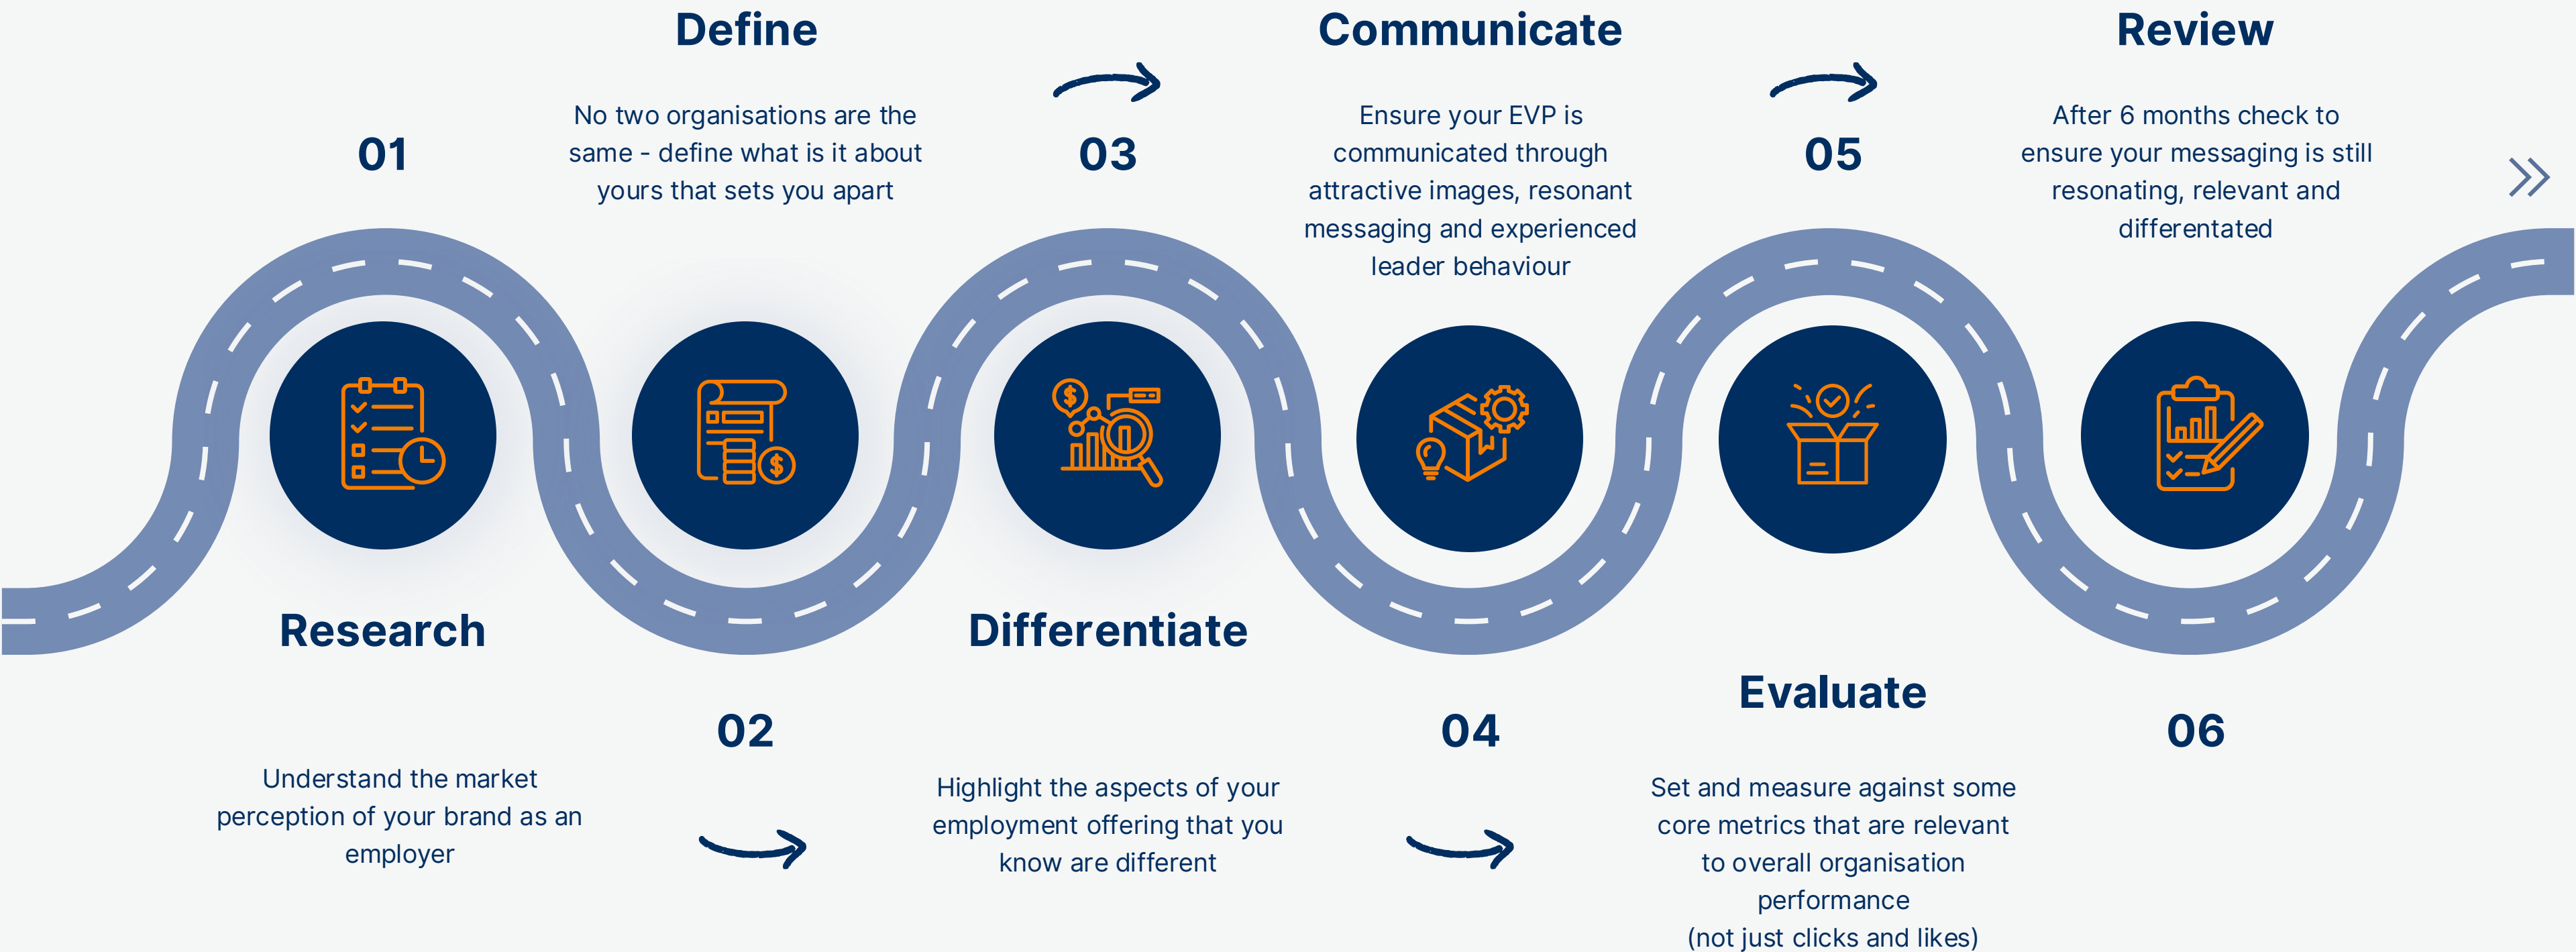 01
Research
Understand the market
perception of your brand as an
employer
Define
No two organisations are the
same - define what is it about
yours that sets you apart
02
03
Differentiate
Highlight the aspects of your
employment offering that you
know are different
Communicate
Ensure your EVP is
communicated through
attractive images, resonant
messaging and experienced
leader behaviour
04
05
Evaluate
Set and measure against some
core metrics that are relevant
to overall organisation
performance
(not just clicks and likes)
Review
After 6 months check to
ensure your messaging is still
resonating, relevant and
differentated
06